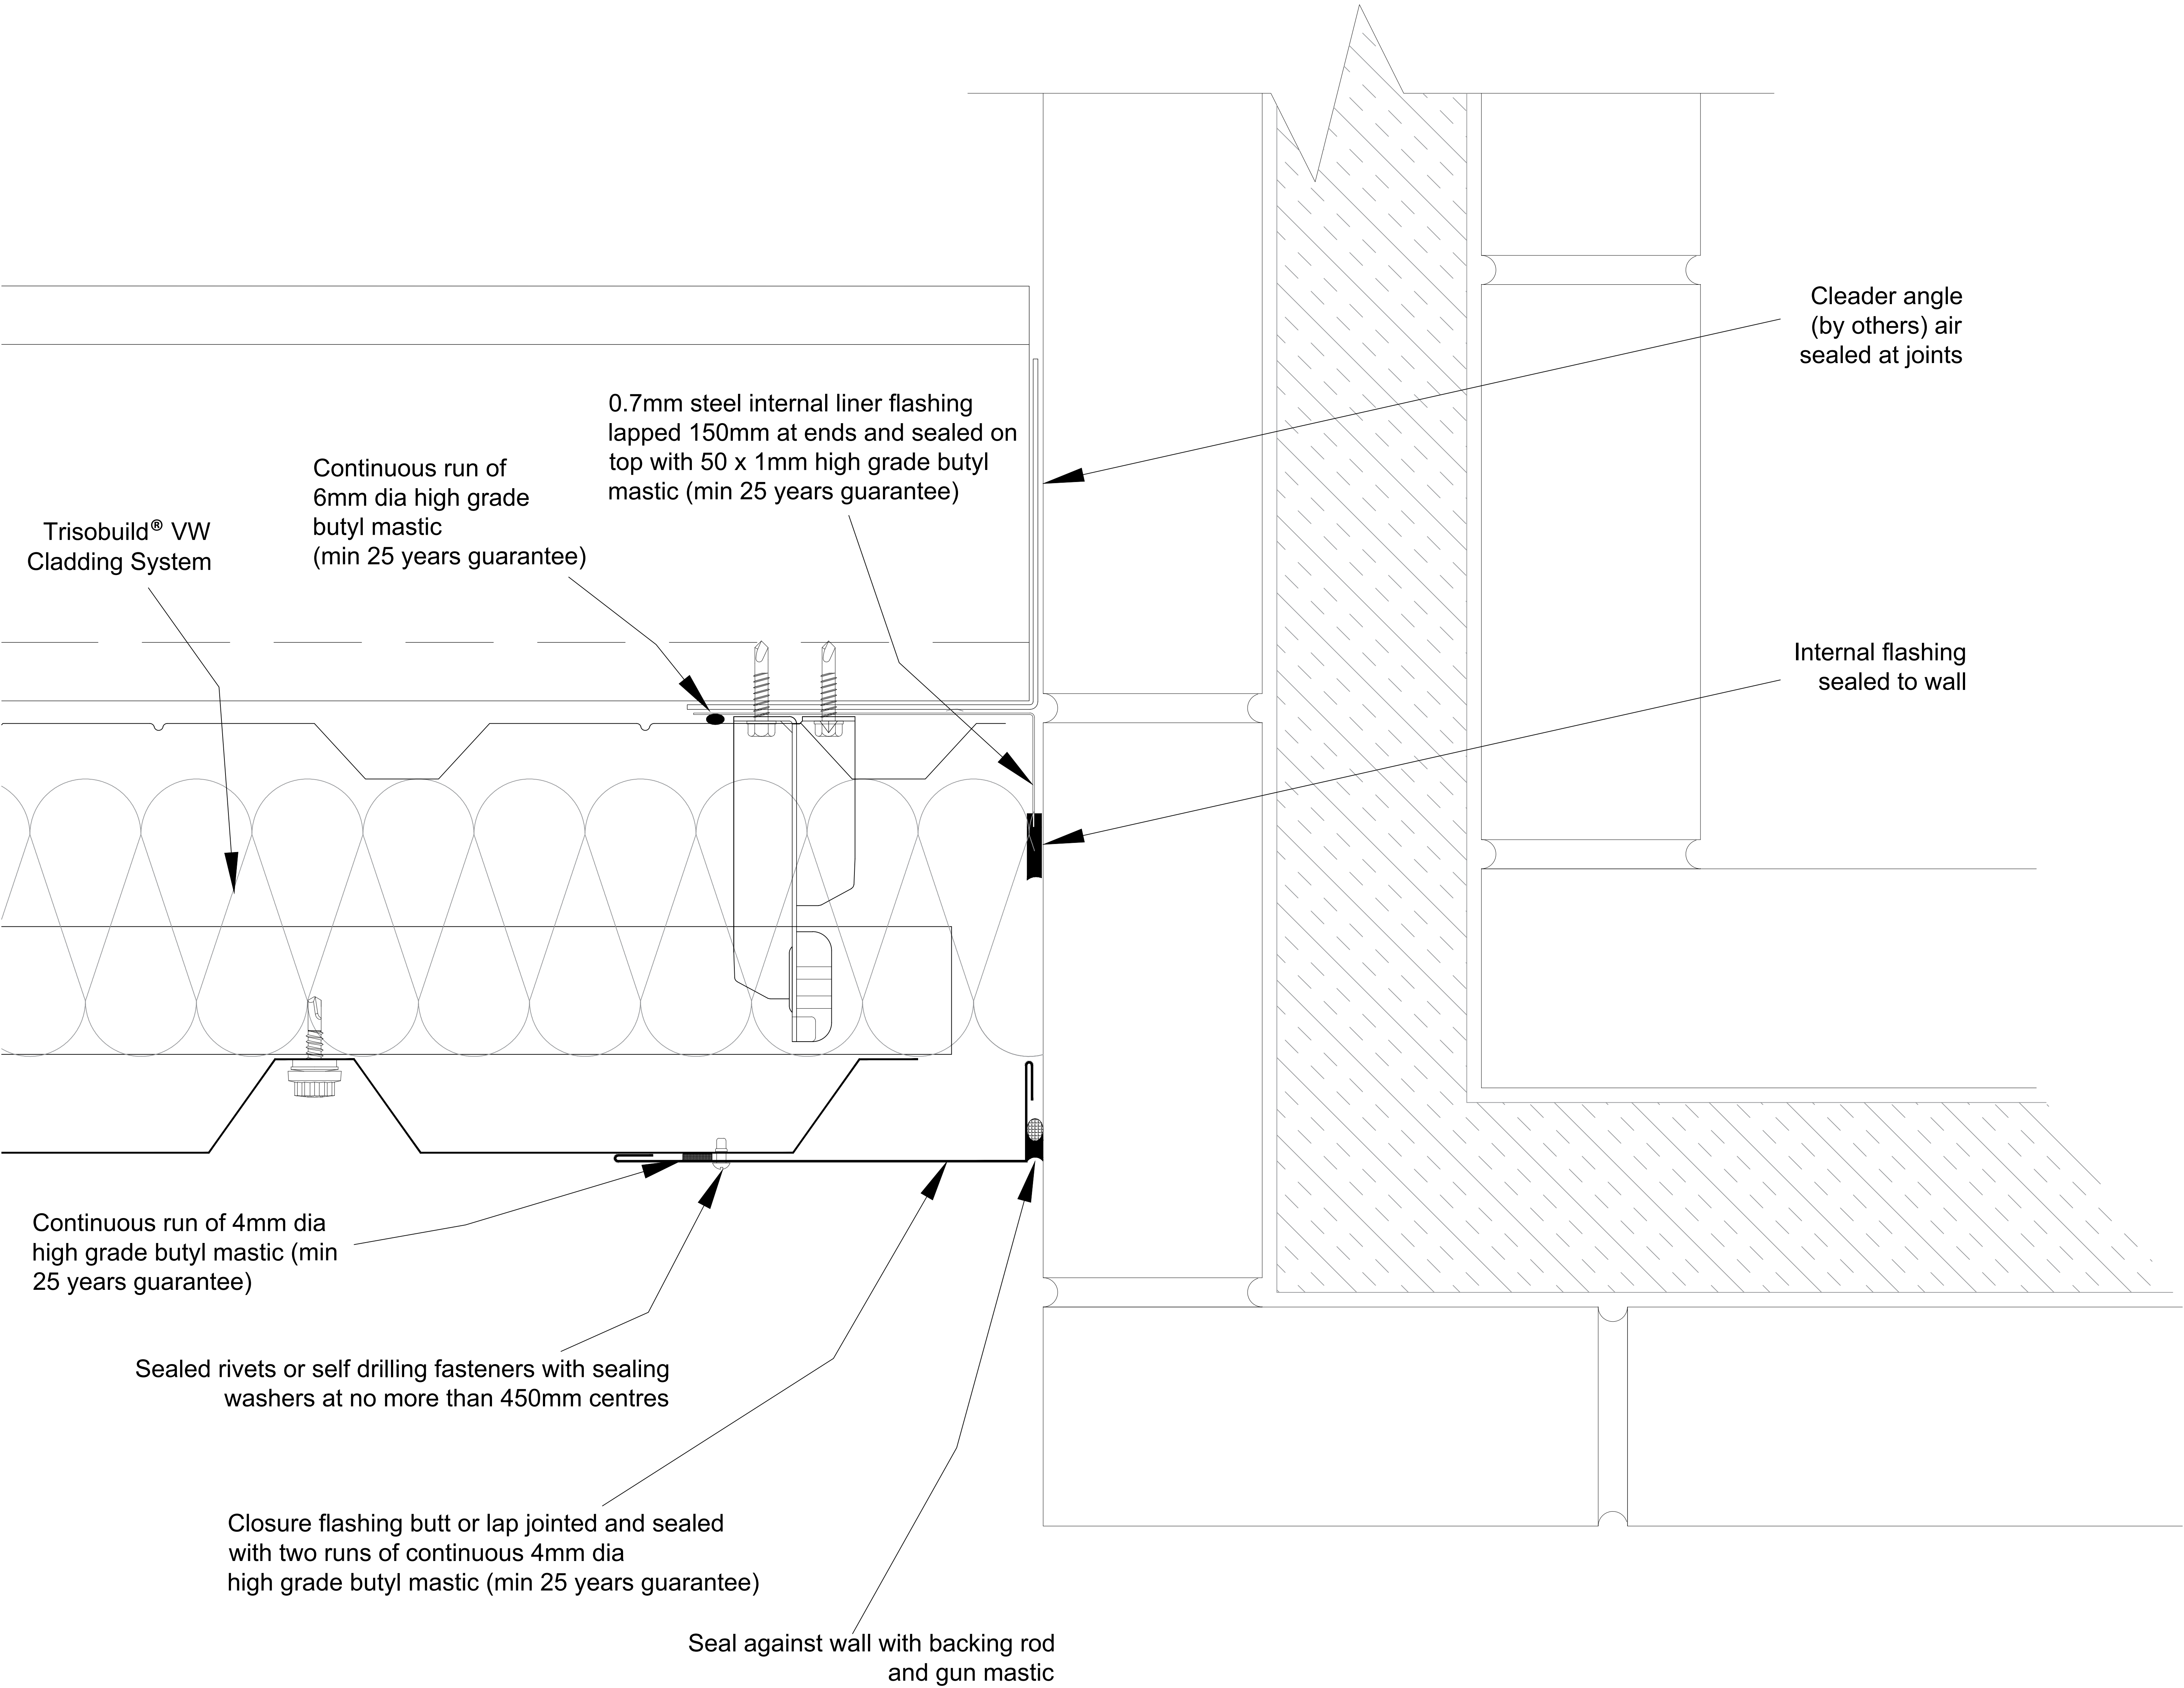 Cleader angle
(by others) air
sealed at joints
0.7mm steel internal liner flashing
lapped 150mm at ends and sealed on
top with 50 x 1mm high grade butyl
mastic (min 25 years guarantee)
Continuous run of
6mm dia high grade
butyl mastic
(min 25 years guarantee)
Trisobuild® VW
Cladding System
Internal flashing
sealed to wall
Continuous run of 4mm dia
high grade butyl mastic (min
25 years guarantee)
Sealed rivets or self drilling fasteners with sealing
washers at no more than 450mm centres
Closure flashing butt or lap jointed and sealed
with two runs of continuous 4mm dia
high grade butyl mastic (min 25 years guarantee)
Seal against wall with backing rod
and gun mastic